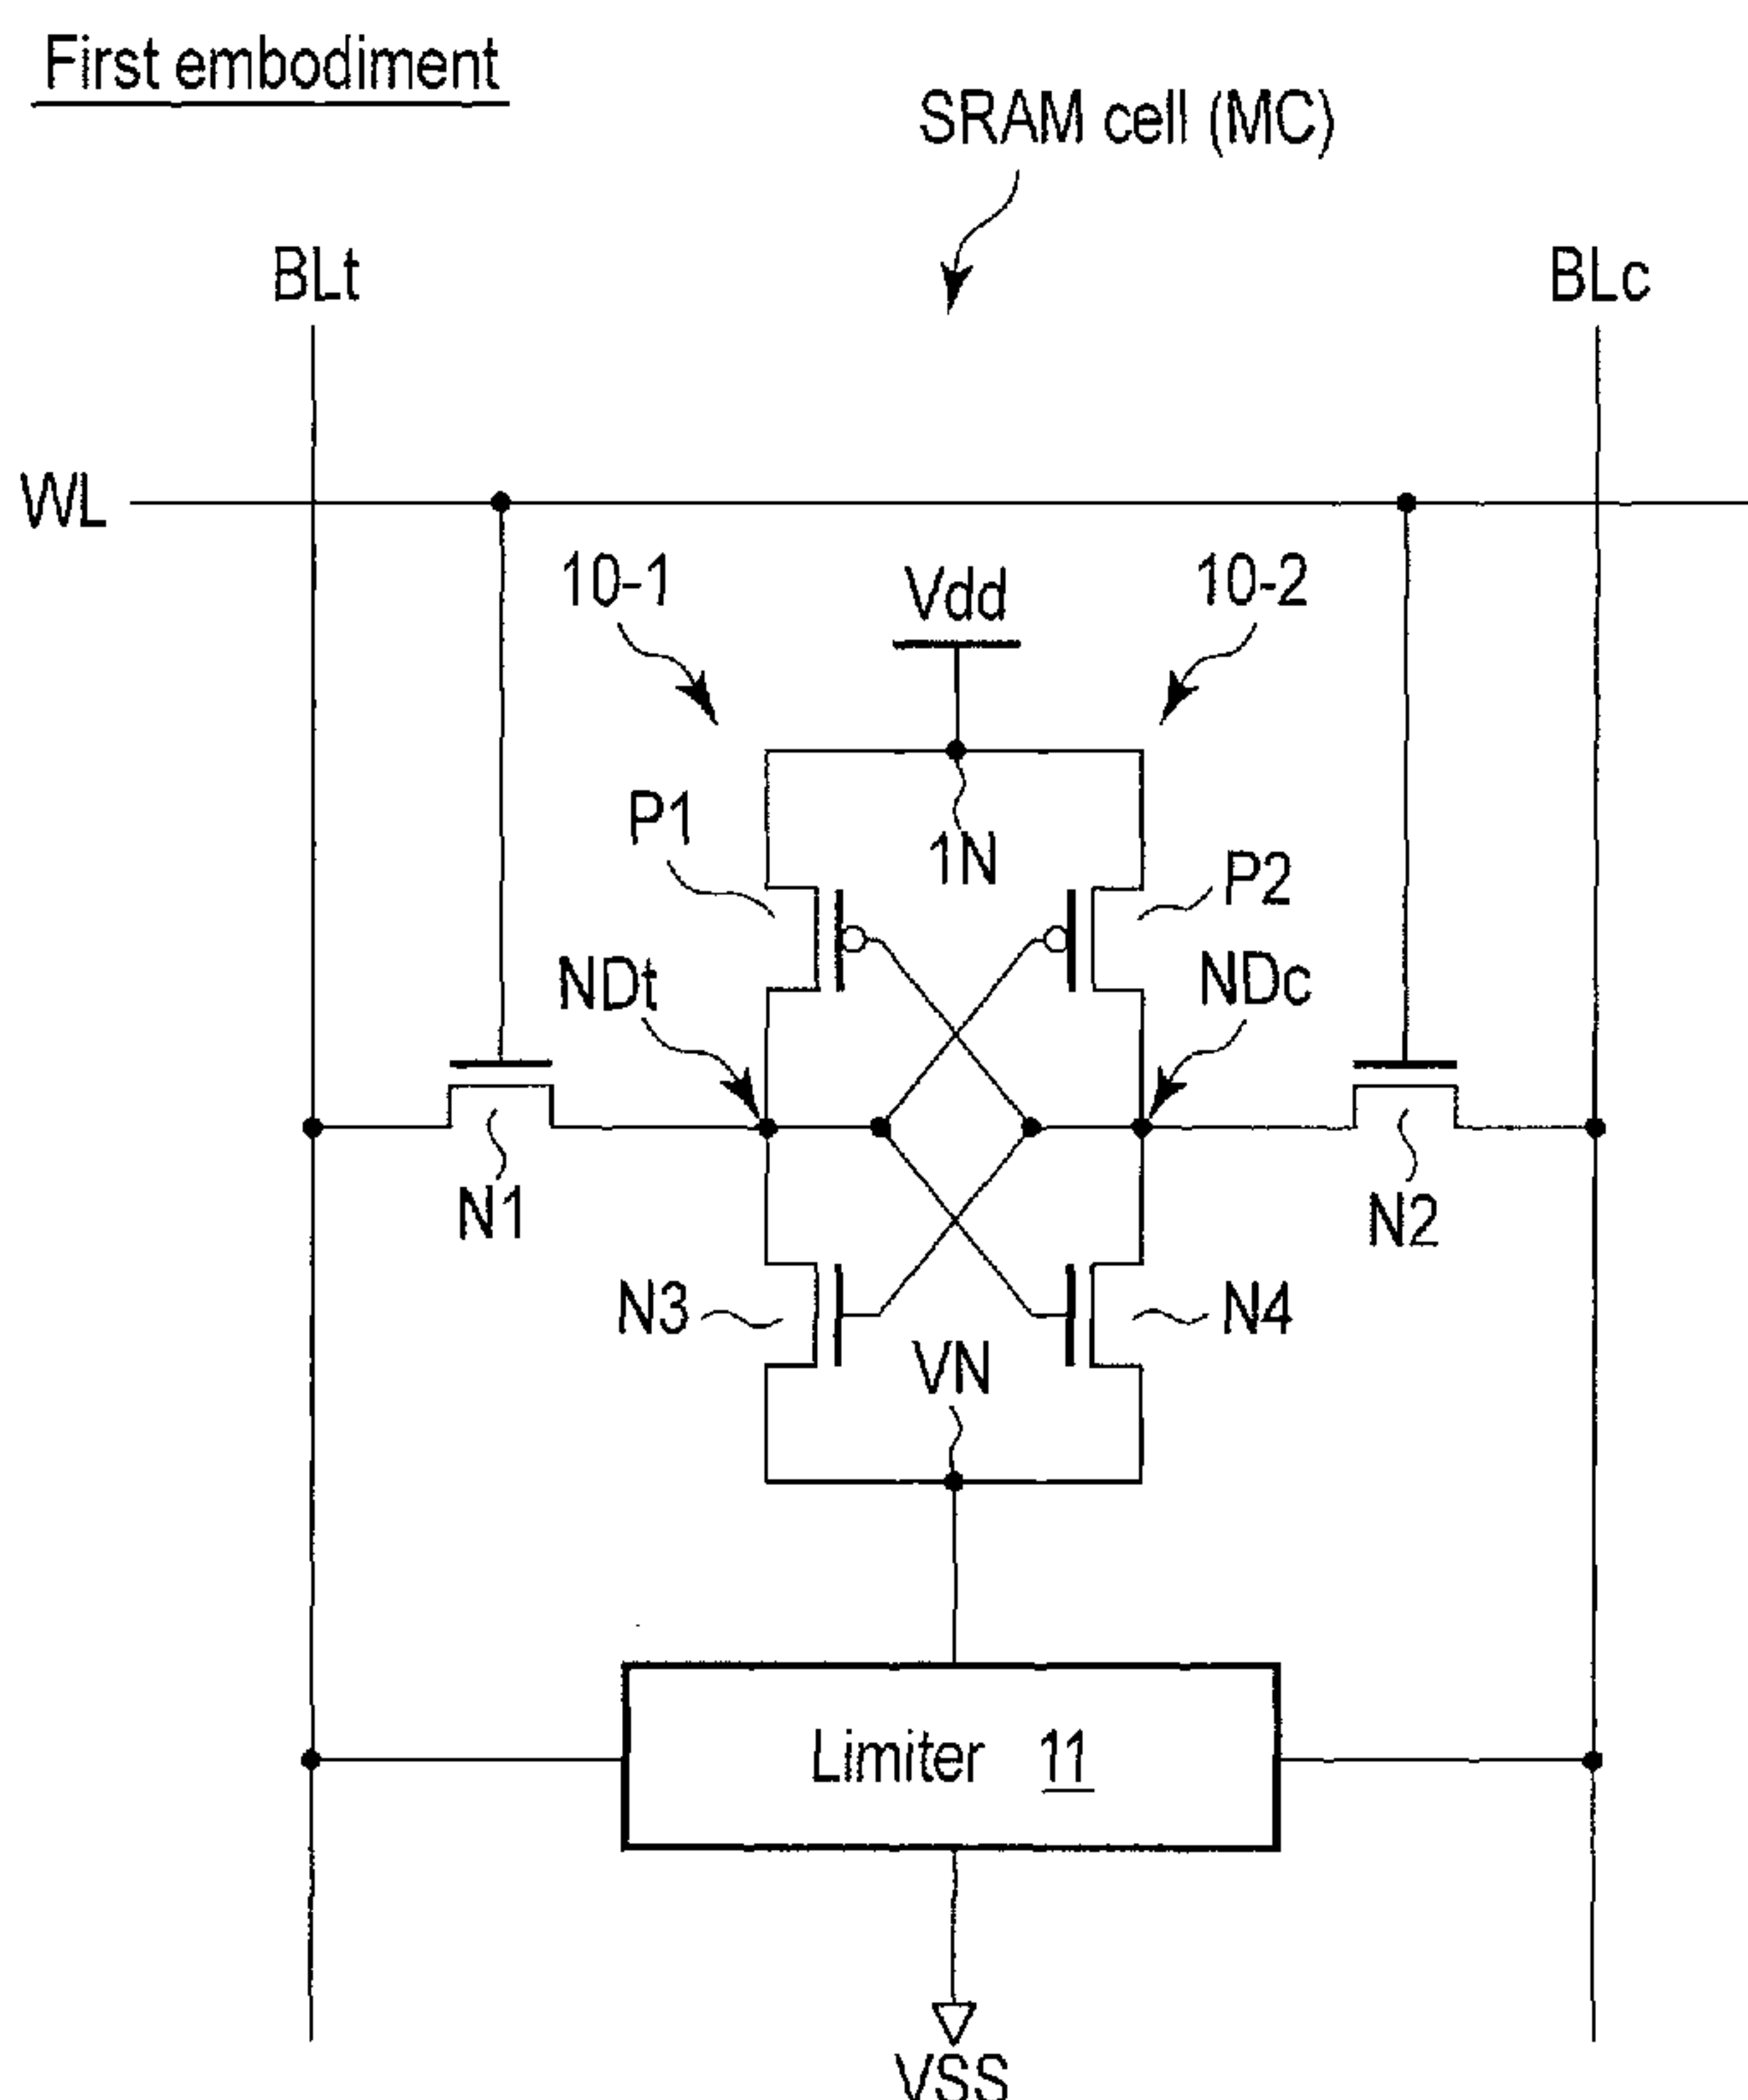 First embodiment
SRAM cell (MC)
BLt
BLc
WL
10-1
Vdd
10-2
P1
1N
P2
NDt
NDc
N1
N2
N3
N4
VN
Limiter 11
VSS